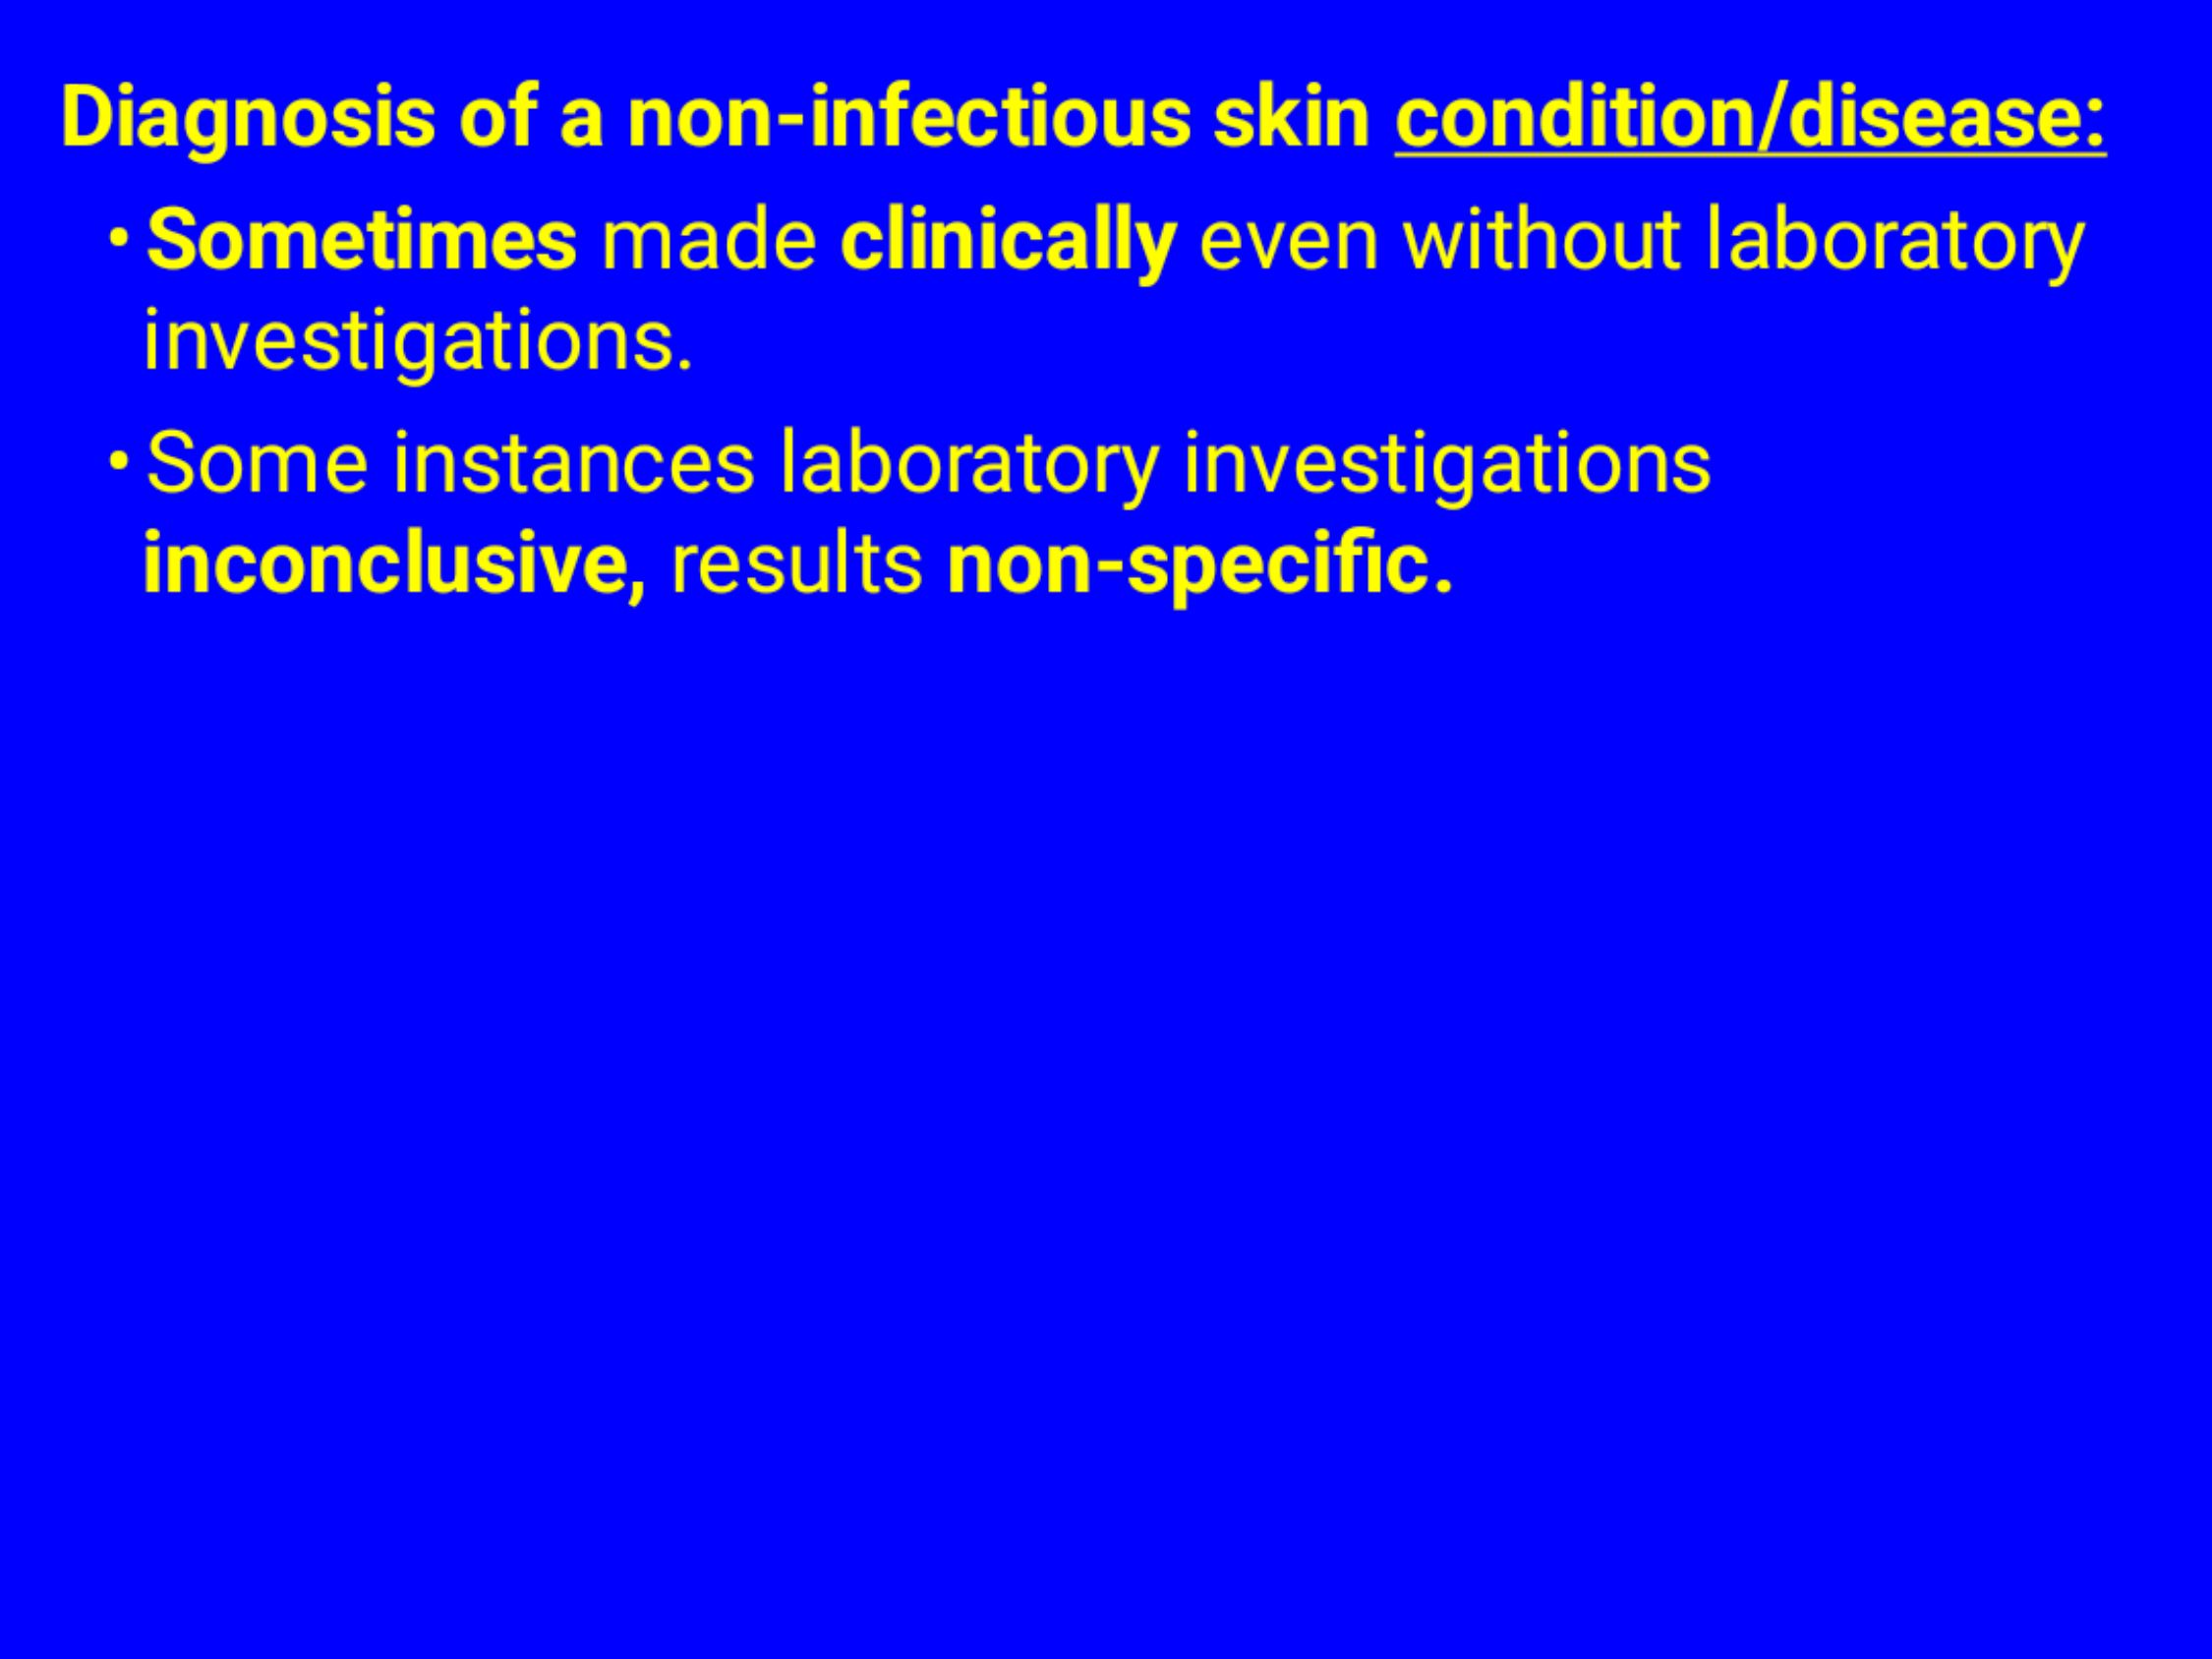 Diagnosis of a non-infectious skin condition/disease:
• Sometimes made clinically even without laboratory
investigations.
• Some instances laboratory investigations
inconclusive, results non-specific.